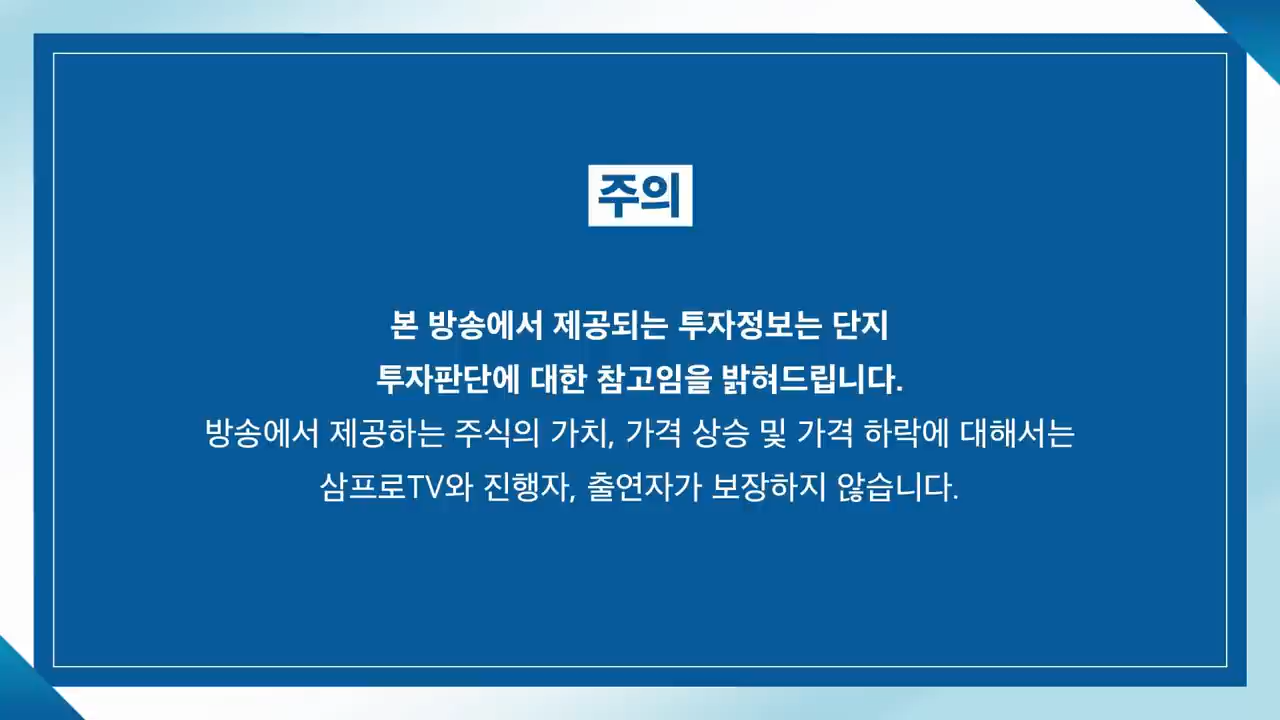 주의
본 방송에서 제공되는 투자정보는 단지
투자판단에 대한 참고임을 밝혀드립니다.
방송에서 제공하는 주식의 가치, 가격 상승 및 가격 하락에 대해서는
삼프로TV와 진행자, 출연자가 보장하지 않습니다.